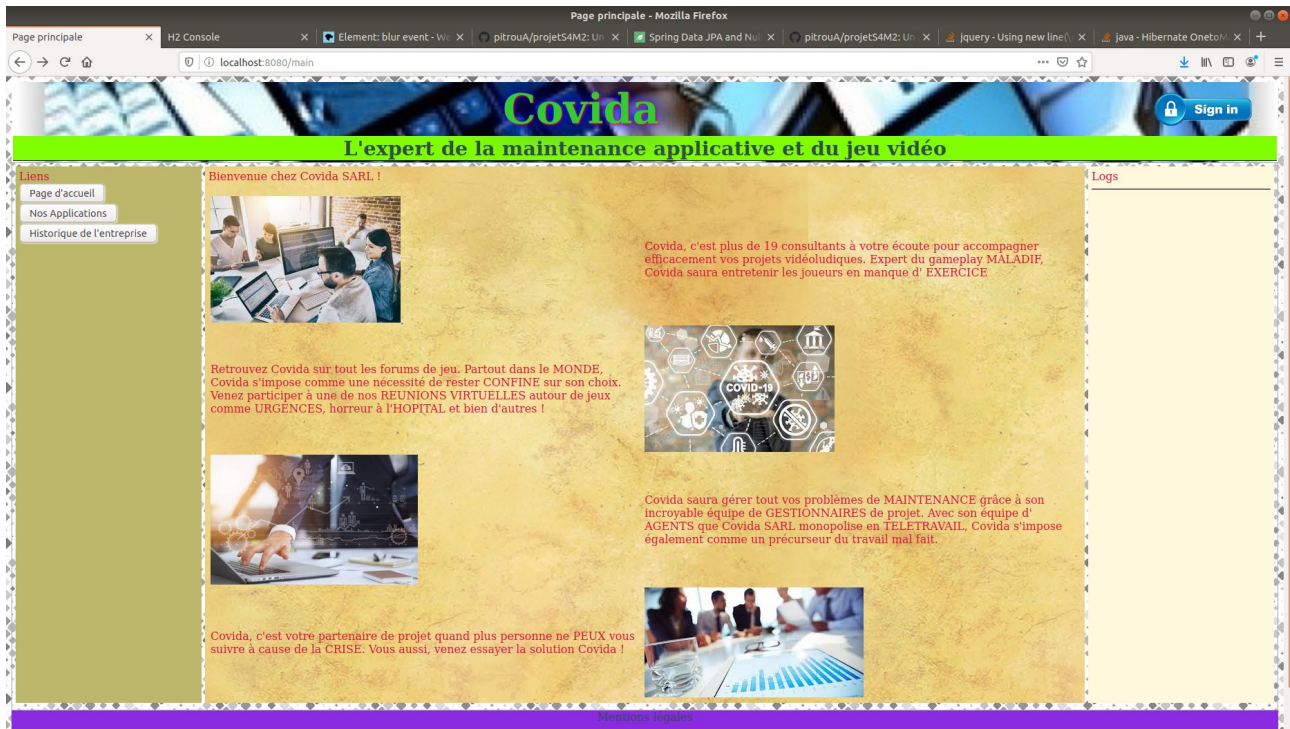 Page principale - Mozilla Firefox
Page principale
H2 Console
Element: blur event - We
pitrouA/projetS4M2: Un
Spring Data JPA and Nul
pitrouA/projetS4M2: Un
jquery - Using new line(\
java - Hibernate OnetoM
localhost:8080/main
Covida
Sign in
L'expert de la maintenance applicative et du jeu vidéo
Liens
Page d'accueil
Nos Applications
Historique de l'entreprise
Bienvenue chez Covida SARL !
Covida, c'est plus de 19 consultants à votre écoute pour accompagner
efficacement vos projets vidéoludiques. Expert du gameplay MALADIF,
Covida saura entretenir les joueurs en manque d' EXERCICE
Retrouvez Covida sur tout les forums de jeu. Partout dans le MONDE,
Covida s'impose comme une nécessité de rester CONFINE sur son choix.
Venez participer à une de nos REUNIONS VIRTUELLES autour de jeux
comme URGENCES, horreur à l'HOPITAL et bien d'autres !
COVID-19
Covida saura gérer tout vos problèmes de MAINTENANCE grâce à son
incroyable équipe de GESTIONNAIRES de projet. Avec son équipe d'
AGENTS que Covida SARL monopolise en TELETRAVAIL, Covida s'impose
également comme un précurseur du travail mal fait.
Covida, c'est votre partenaire de projet quand plus personne ne PEUX vous
suivre à cause de la CRISE. Vous aussi, venez essayer la solution Covida !
Logs
Mentions légales